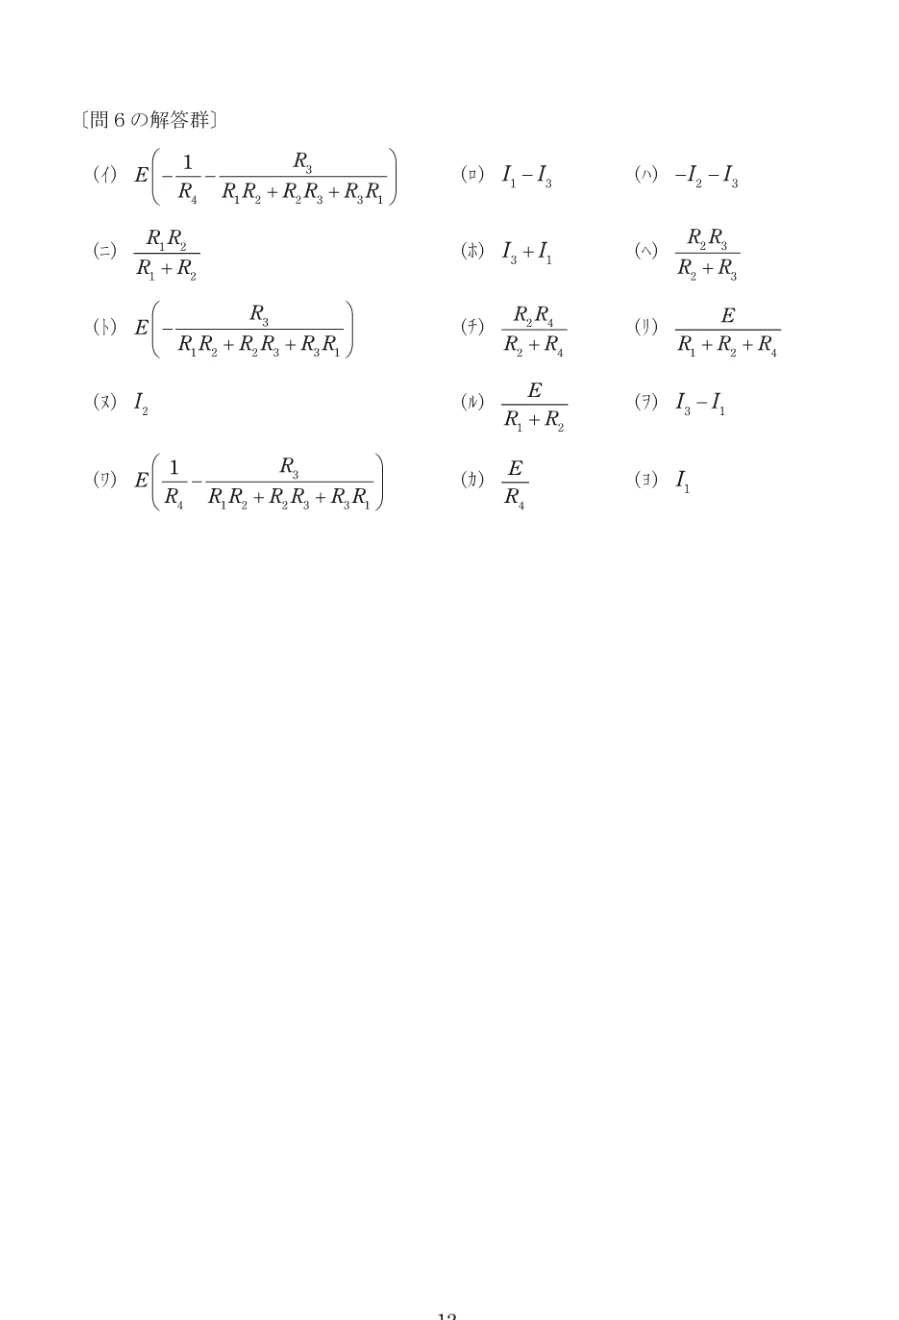 〔問６の解答群〕
(イ) E(−1/R₄ − R₃/(R₁R₂ + R₂R₃ + R₃R₁)) (ロ) I₁ − I₃ (ハ) −I₂ − I₃
(ニ) R₁R₂/(R₁ + R₂) (ホ) I₃ + I₁ (ヘ) R₂R₃/(R₂ + R₃)
(ト) E(−R₃/(R₁R₂ + R₂R₃ + R₃R₁)) (チ) R₂R₄/(R₂ + R₄) (リ) E/(R₁ + R₂ + R₄)
(ヌ) I₂ (ル) E/(R₁ + R₂) (ヲ) I₃ − I₁
(ワ) E(1/R₄ − R₃/(R₁R₂ + R₂R₃ + R₃R₁)) (カ) E/R₄ (ヨ) I₁